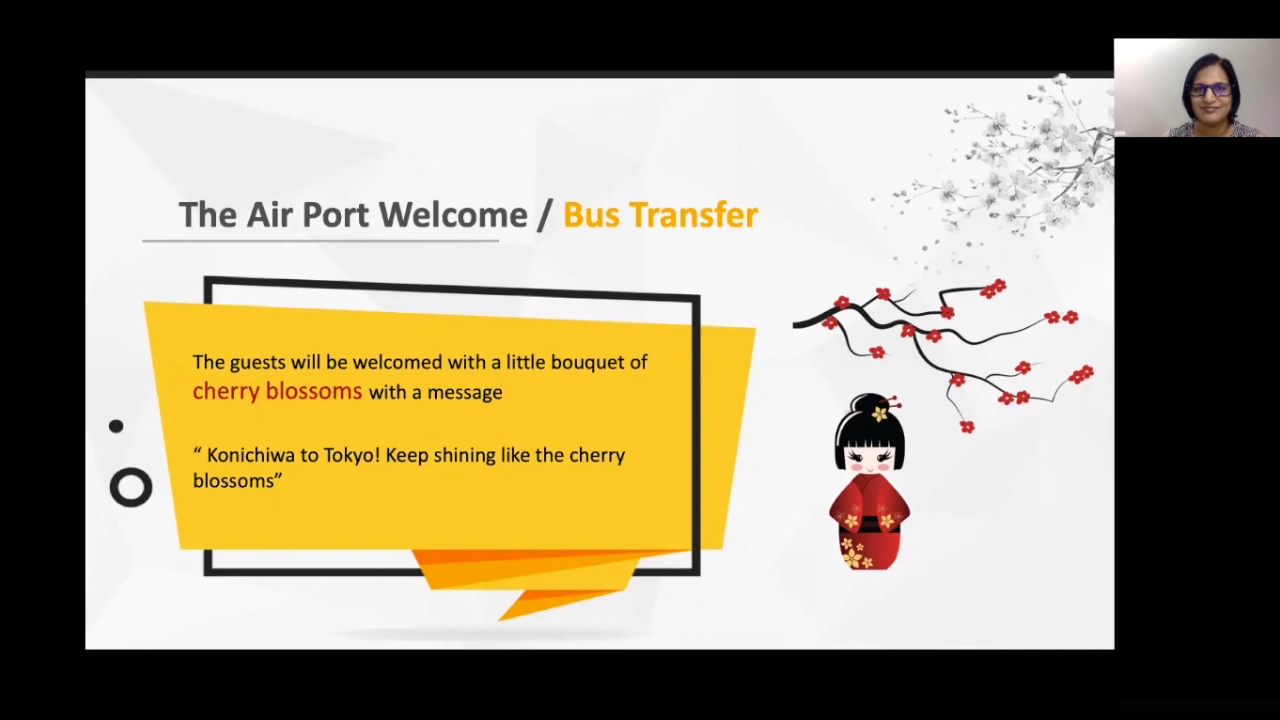 The Air Port Welcome / Bus Transfer
The guests will be welcomed with a little bouquet of
cherry blossoms with a message
“ Konichiwa to Tokyo! Keep shining like the cherry
blossoms”